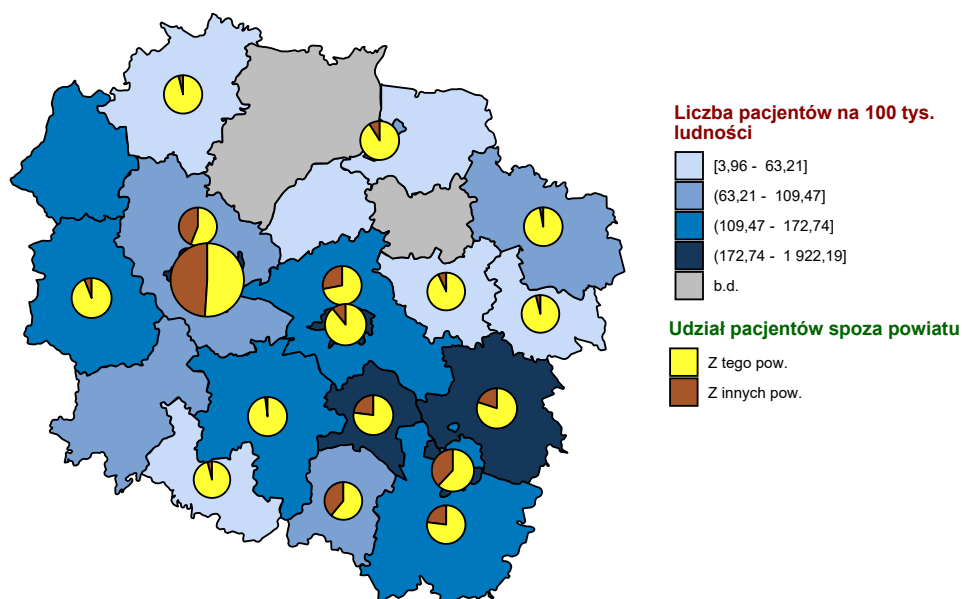 Liczba pacjentów na 100 tys.
ludności
[3,96 - 63,21]
(63,21 - 109,47]
(109,47 - 172,74]
(172,74 - 1 922,19]
b.d.
Udział pacjentów spoza powiatu
Z tego pow.
Z innych pow.